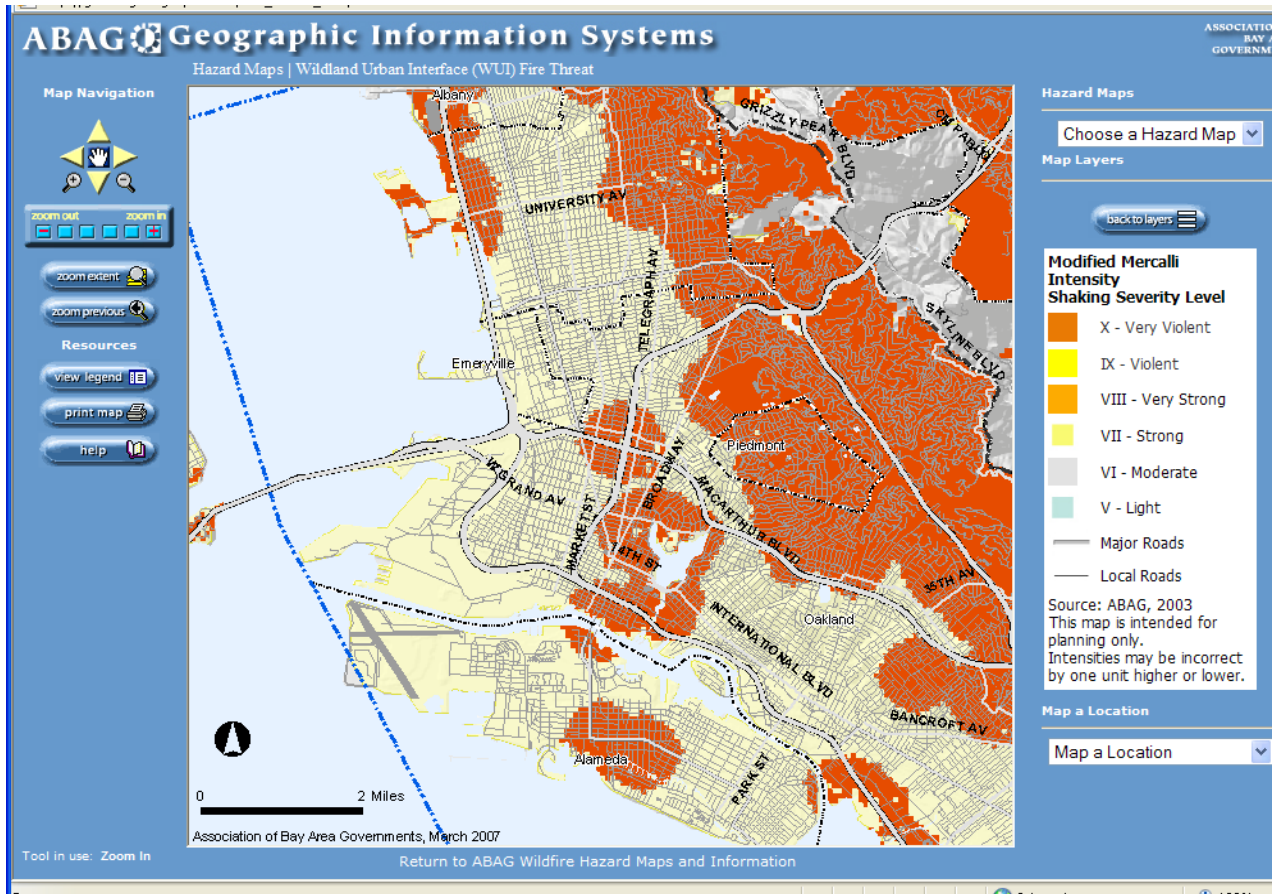 ABAG Geographic Information Systems
ASSOCIATIO
BAY A
GOVERNM
Hazard Maps | Wildland Urban Interface (WUI) Fire Threat
Map Navigation
zoom out zoom in
zoom extent
zoom previous
Resources
view legend
print map
help
Albany
GRIZZLY PEAK BLVD
UNIVERSITY AV
TELEGRAPH AV
SKYLINE BLVD
Emeryville
Piedmont
W GRAND AV
MARKET ST
BROADWAY
MACARTHUR BLVD
14TH ST
35TH AV
INTERNATIONAL BLVD
Oakland
BANCROFT AV
Alameda
PARK ST
0 2 Miles
Association of Bay Area Governments, March 2007
Hazard Maps
Choose a Hazard Map
Map Layers
back to layers
Modified Mercalli
Intensity
Shaking Severity Level
X - Very Violent
IX - Violent
VIII - Very Strong
VII - Strong
VI - Moderate
V - Light
Major Roads
Local Roads
Source: ABAG, 2003
This map is intended for
planning only.
Intensities may be incorrect
by one unit higher or lower.
Map a Location
Map a Location
Tool in use: Zoom In
Return to ABAG Wildfire Hazard Maps and Information